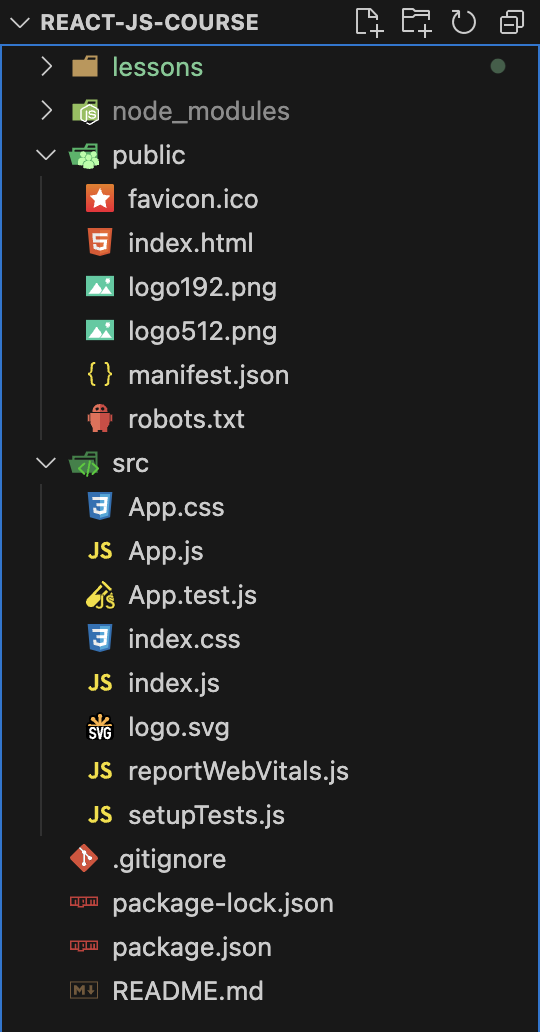 REACT-JS-COURSE
lessons
node_modules
public
favicon.ico
index.html
logo192.png
logo512.png
manifest.json
robots.txt
src
App.css
JS App.js
JS App.test.js
index.css
JS index.js
SVG logo.svg
JS reportWebVitals.js
JS setupTests.js
.gitignore
package-lock.json
package.json
M README.md